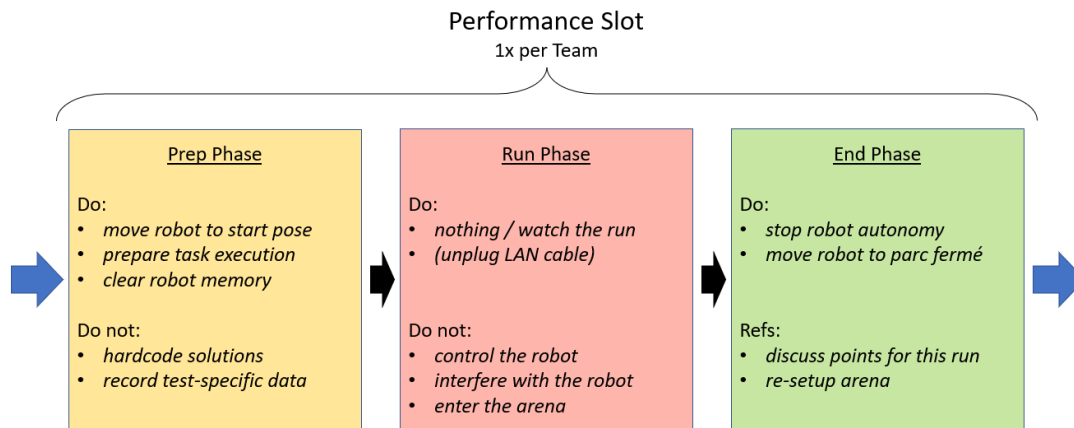 Performance Slot
1x per Team
Prep Phase
Do:
• move robot to start pose
• prepare task execution
• clear robot memory
Do not:
• hardcode solutions
• record test-specific data
Run Phase
Do:
• nothing / watch the run
• (unplug LAN cable)
Do not:
• control the robot
• interfere with the robot
• enter the arena
End Phase
Do:
• stop robot autonomy
• move robot to parc fermé
Refs:
• discuss points for this run
• re-setup arena